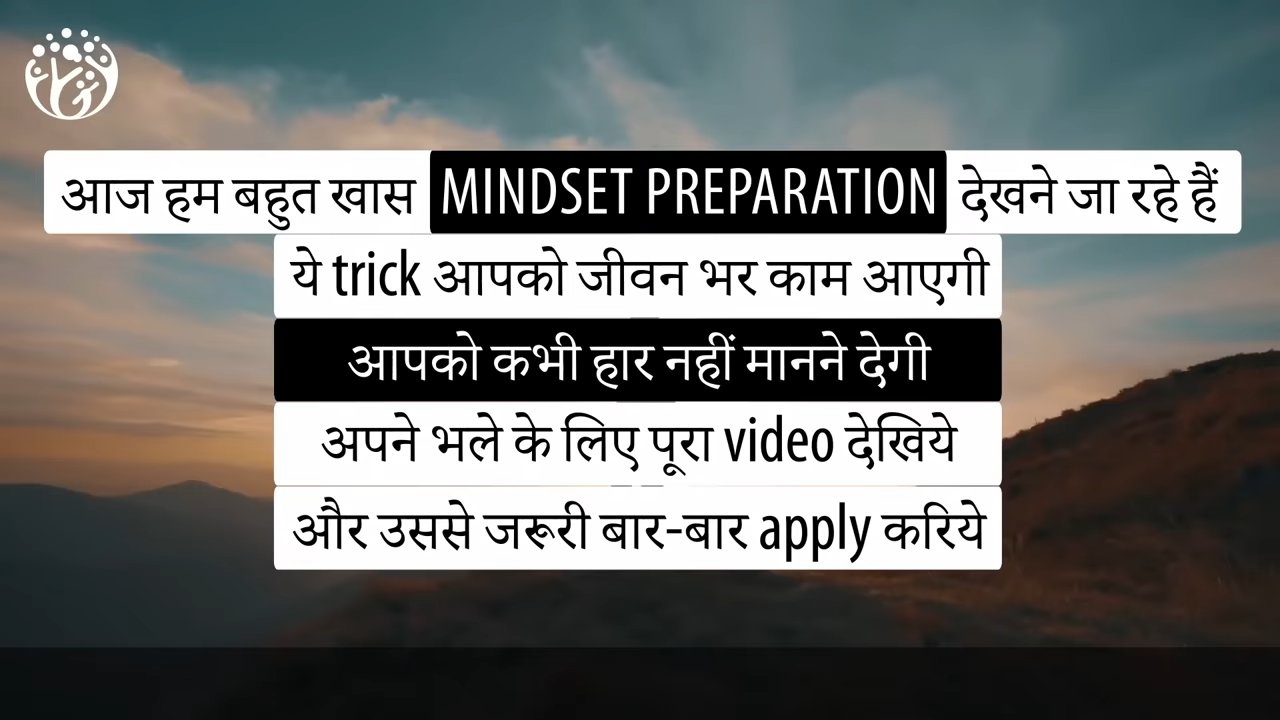 आज हम बहुत खास MINDSET PREPARATION देखने जा रहे हैं
ये trick आपको जीवन भर काम आएगी
आपको कभी हार नहीं मानने देगी
अपने भले के लिए पूरा video देखिये
और उससे जरूरी बार-बार apply करिये